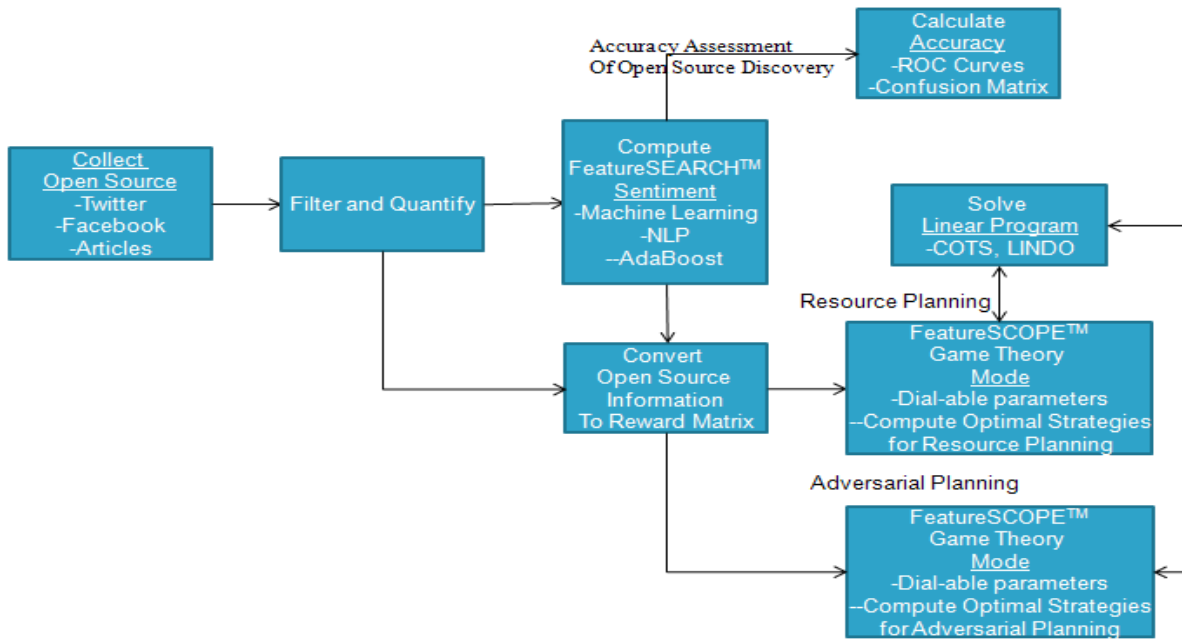 Collect
Open Source
-Twitter
-Facebook
-Articles
Filter and Quantify
Compute
FeatureSEARCH™
Sentiment
-Machine Learning
-NLP
--AdaBoost
Accuracy Assessment
Of Open Source Discovery
Calculate
Accuracy
-ROC Curves
-Confusion Matrix
Convert
Open Source
Information
To Reward Matrix
Solve
Linear Program
-COTS, LINDO
Resource Planning
FeatureSCOPE™
Game Theory
Mode
-Dial-able parameters
--Compute Optimal Strategies
for Resource Planning
Adversarial Planning
FeatureSCOPE™
Game Theory
Mode
-Dial-able parameters
--Compute Optimal Strategies
for Adversarial Planning